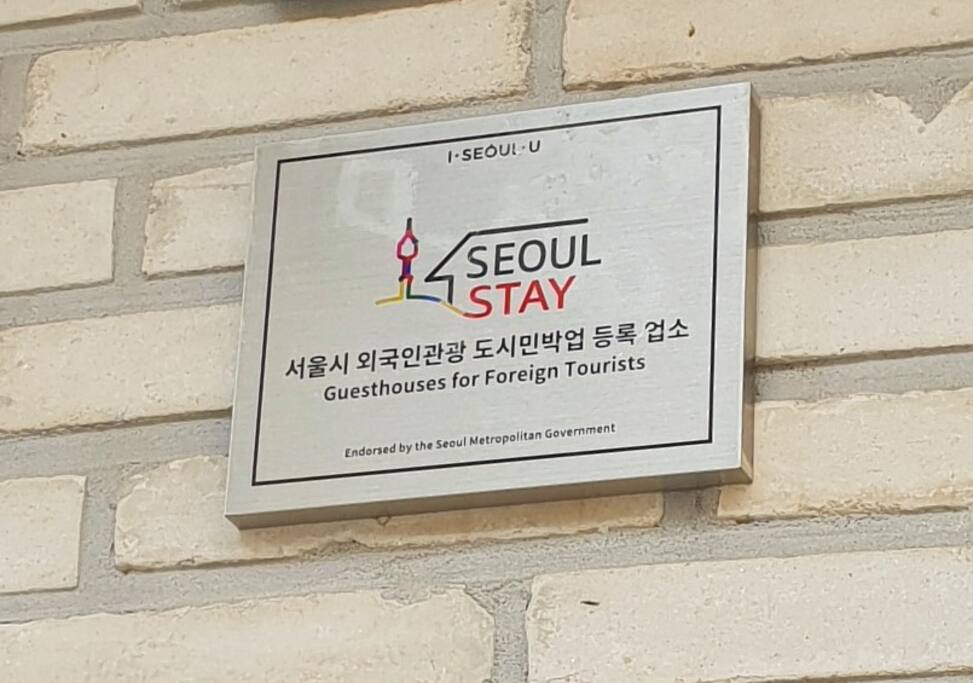 I·SEOUL·U
SEOUL
STAY
서울시 외국인관광 도시민박업 등록 업소
Guesthouses for Foreign Tourists
Endorsed by the Seoul Metropolitan Government